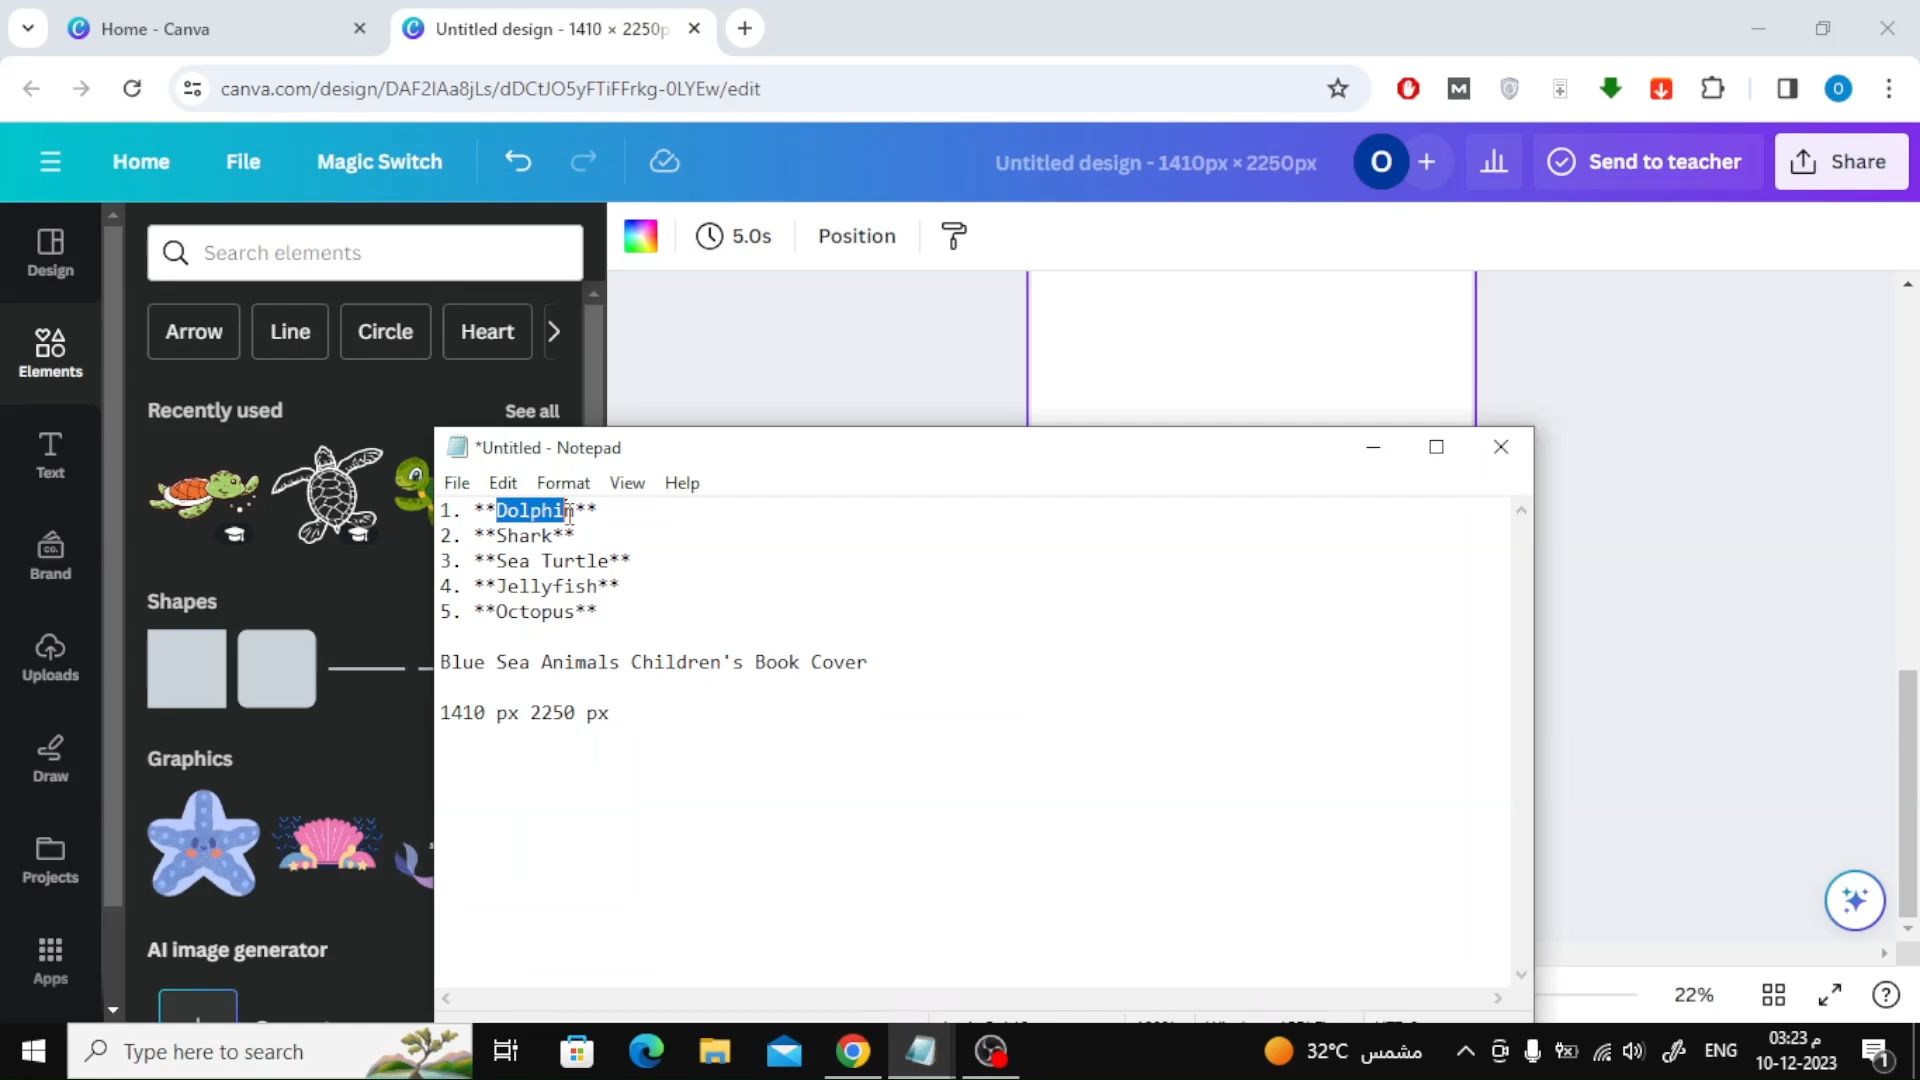 Home - Canva
Untitled design - 1410 × 2250p
canva.com/design/DAF2IAa8jLs/dDCtJO5yFTiFFrkg-0LYEw/edit
Home
File
Magic Switch
Untitled design - 1410px × 2250px
O
Send to teacher
Share
Design
Elements
Text
Brand
Uploads
Draw
Projects
Apps
Search elements
Arrow
Line
Circle
Heart
Recently used
See all
Shapes
Graphics
AI image generator
5.0s
Position
*Untitled - Notepad
File Edit Format View Help
1. **Dolphin**
2. **Shark**
3. **Sea Turtle**
4. **Jellyfish**
5. **Octopus**
Blue Sea Animals Children's Book Cover
1410 px 2250 px
22%
Type here to search
32°C مشمس
ENG
03:23 م
10-12-2023
1